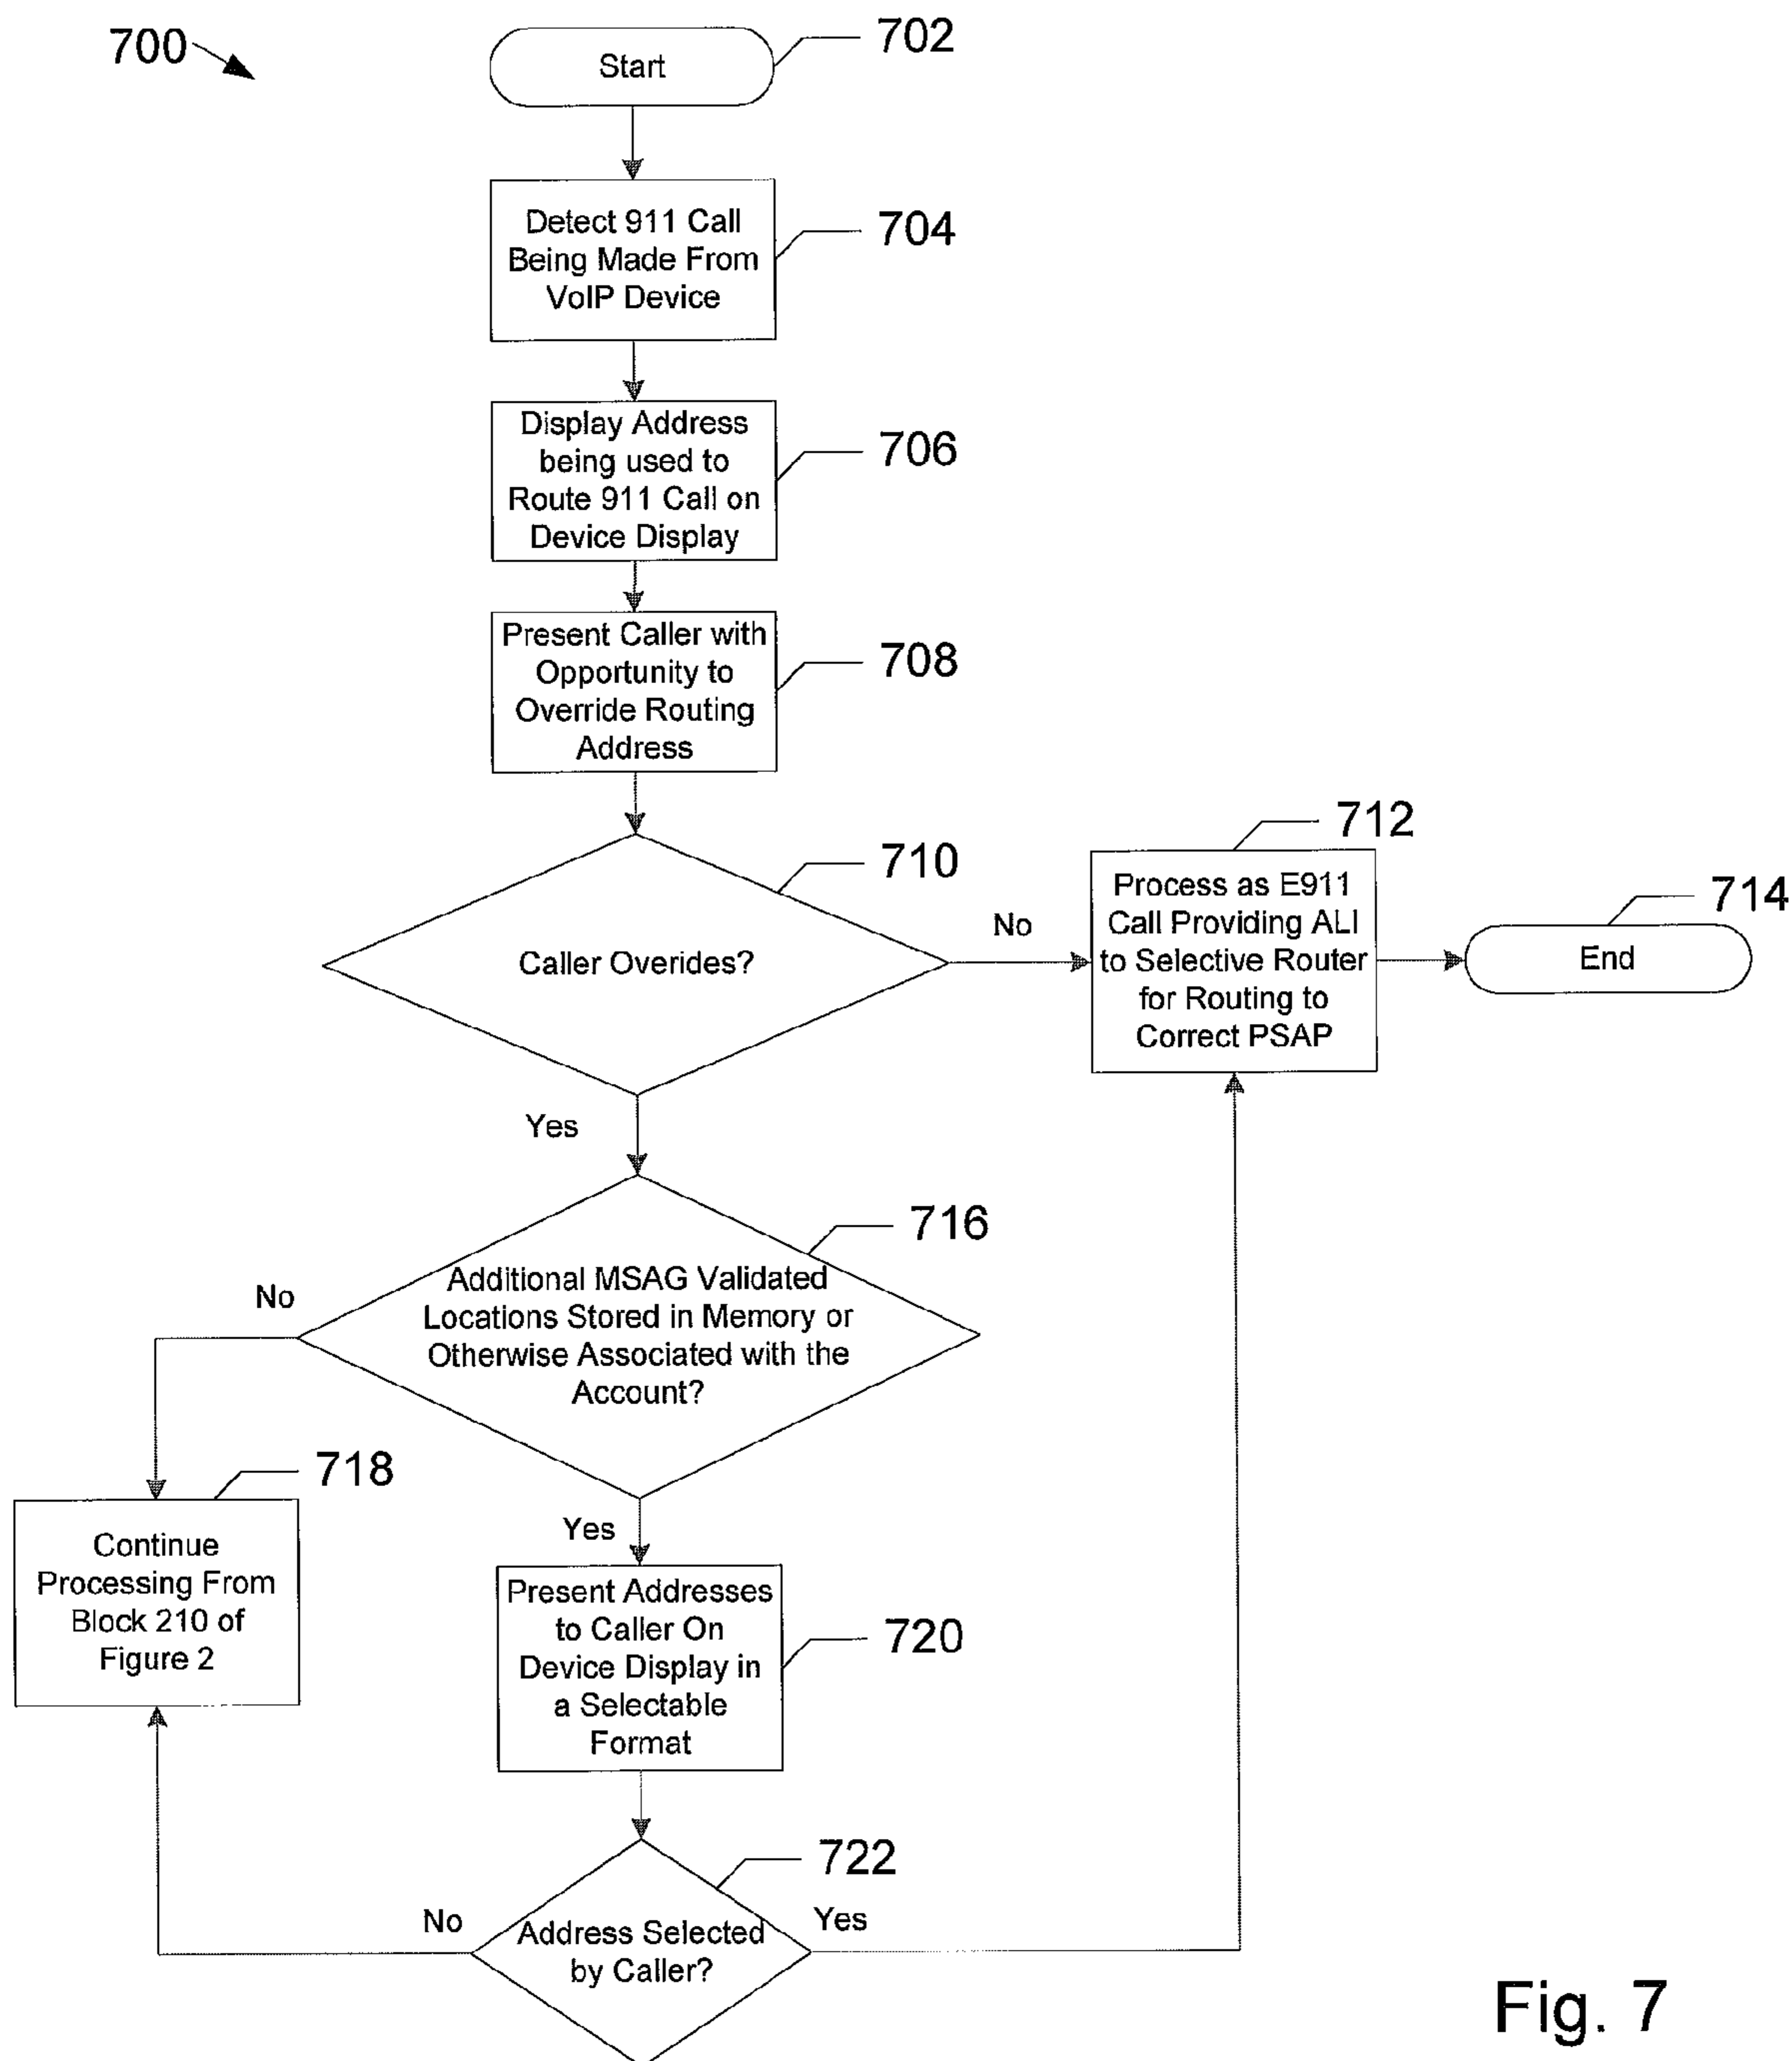 700
702
Start
704
Detect 911 Call
Being Made From
VoIP Device
706
Display Address
being used to
Route 911 Call on
Device Display
708
Present Caller with
Opportunity to
Override Routing
Address
710
Caller Overides?
No
712
Process as E911
Call Providing ALI
to Selective Router
for Routing to
Correct PSAP
714
End
Yes
716
Additional MSAG Validated
Locations Stored in Memory or
Otherwise Associated with the
Account?
No
718
Continue
Processing From
Block 210 of
Figure 2
Yes
720
Present Addresses
to Caller On
Device Display in
a Selectable
Format
722
Address Selected
by Caller?
No
Yes
Fig. 7